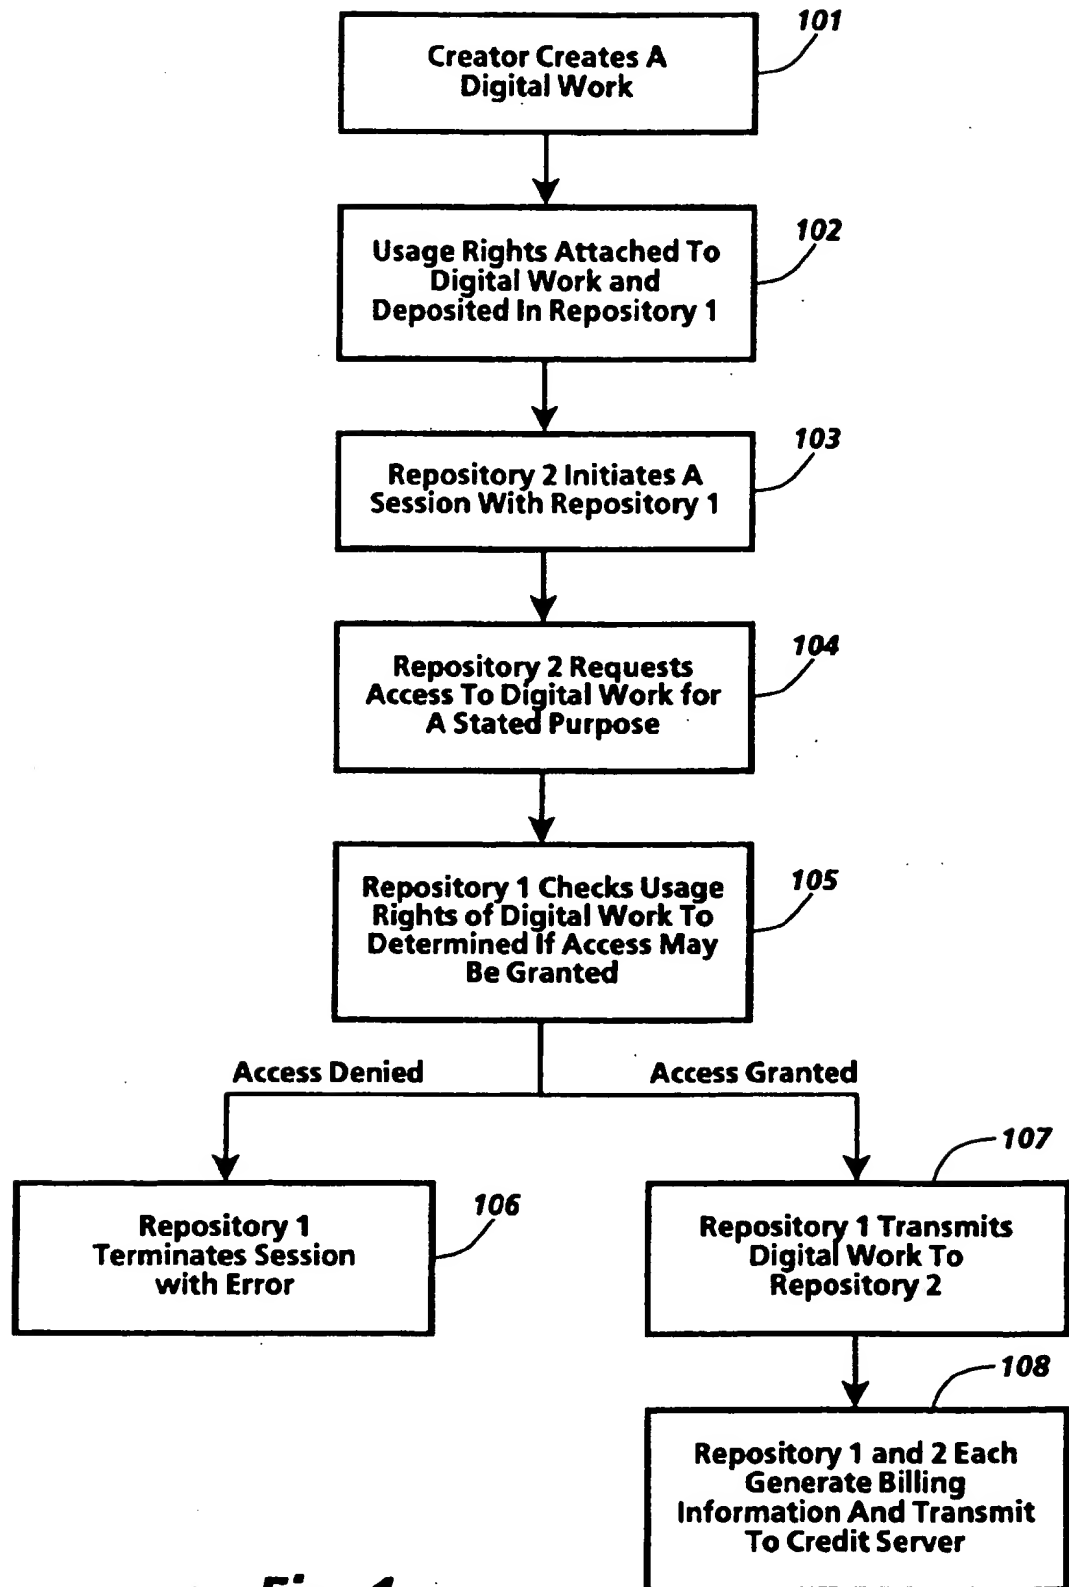 101
Creator Creates A
Digital Work
102
Usage Rights Attached To
Digital Work and
Deposited In Repository 1
103
Repository 2 Initiates A
Session With Repository 1
104
Repository 2 Requests
Access To Digital Work for
A Stated Purpose
105
Repository 1 Checks Usage
Rights of Digital Work To
Determined If Access May
Be Granted
Access Denied
Access Granted
106
Repository 1
Terminates Session
with Error
107
Repository 1 Transmits
Digital Work To
Repository 2
108
Repository 1 and 2 Each
Generate Billing
Information And Transmit
To Credit Server